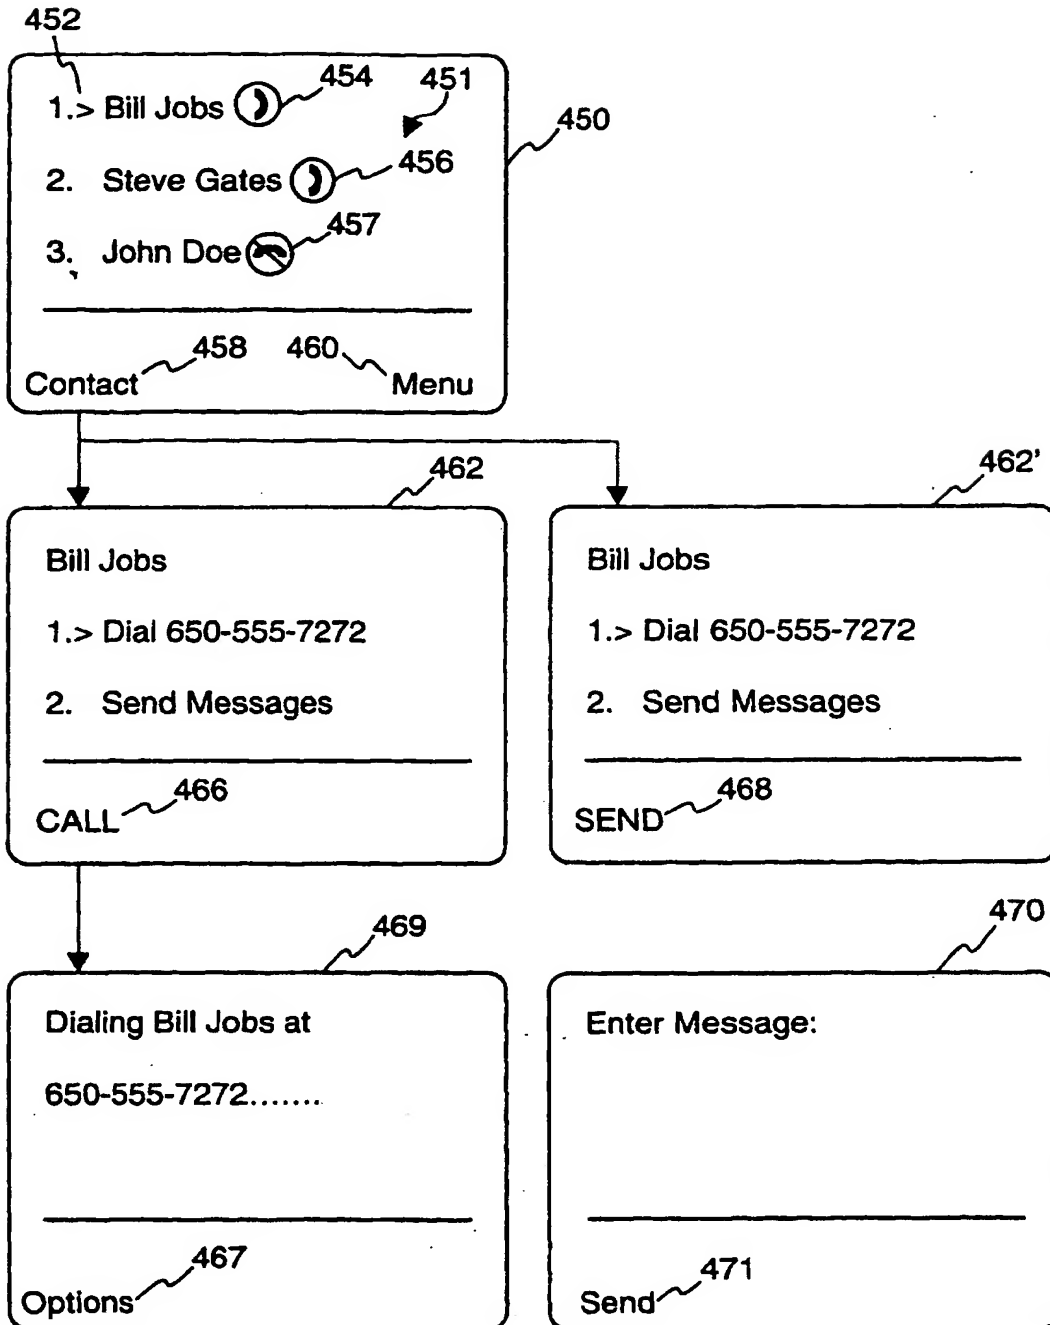 452
1.> Bill Jobs 454 451
450
2. Steve Gates 456
457
3. John Doe
458 460
Contact Menu
462 462'
Bill Jobs
1.> Dial 650-555-7272
2. Send Messages
466
CALL
Bill Jobs
1.> Dial 650-555-7272
2. Send Messages
468
SEND
469 470
Dialing Bill Jobs at
650-555-7272.......
467
Options
Enter Message:
471
Send